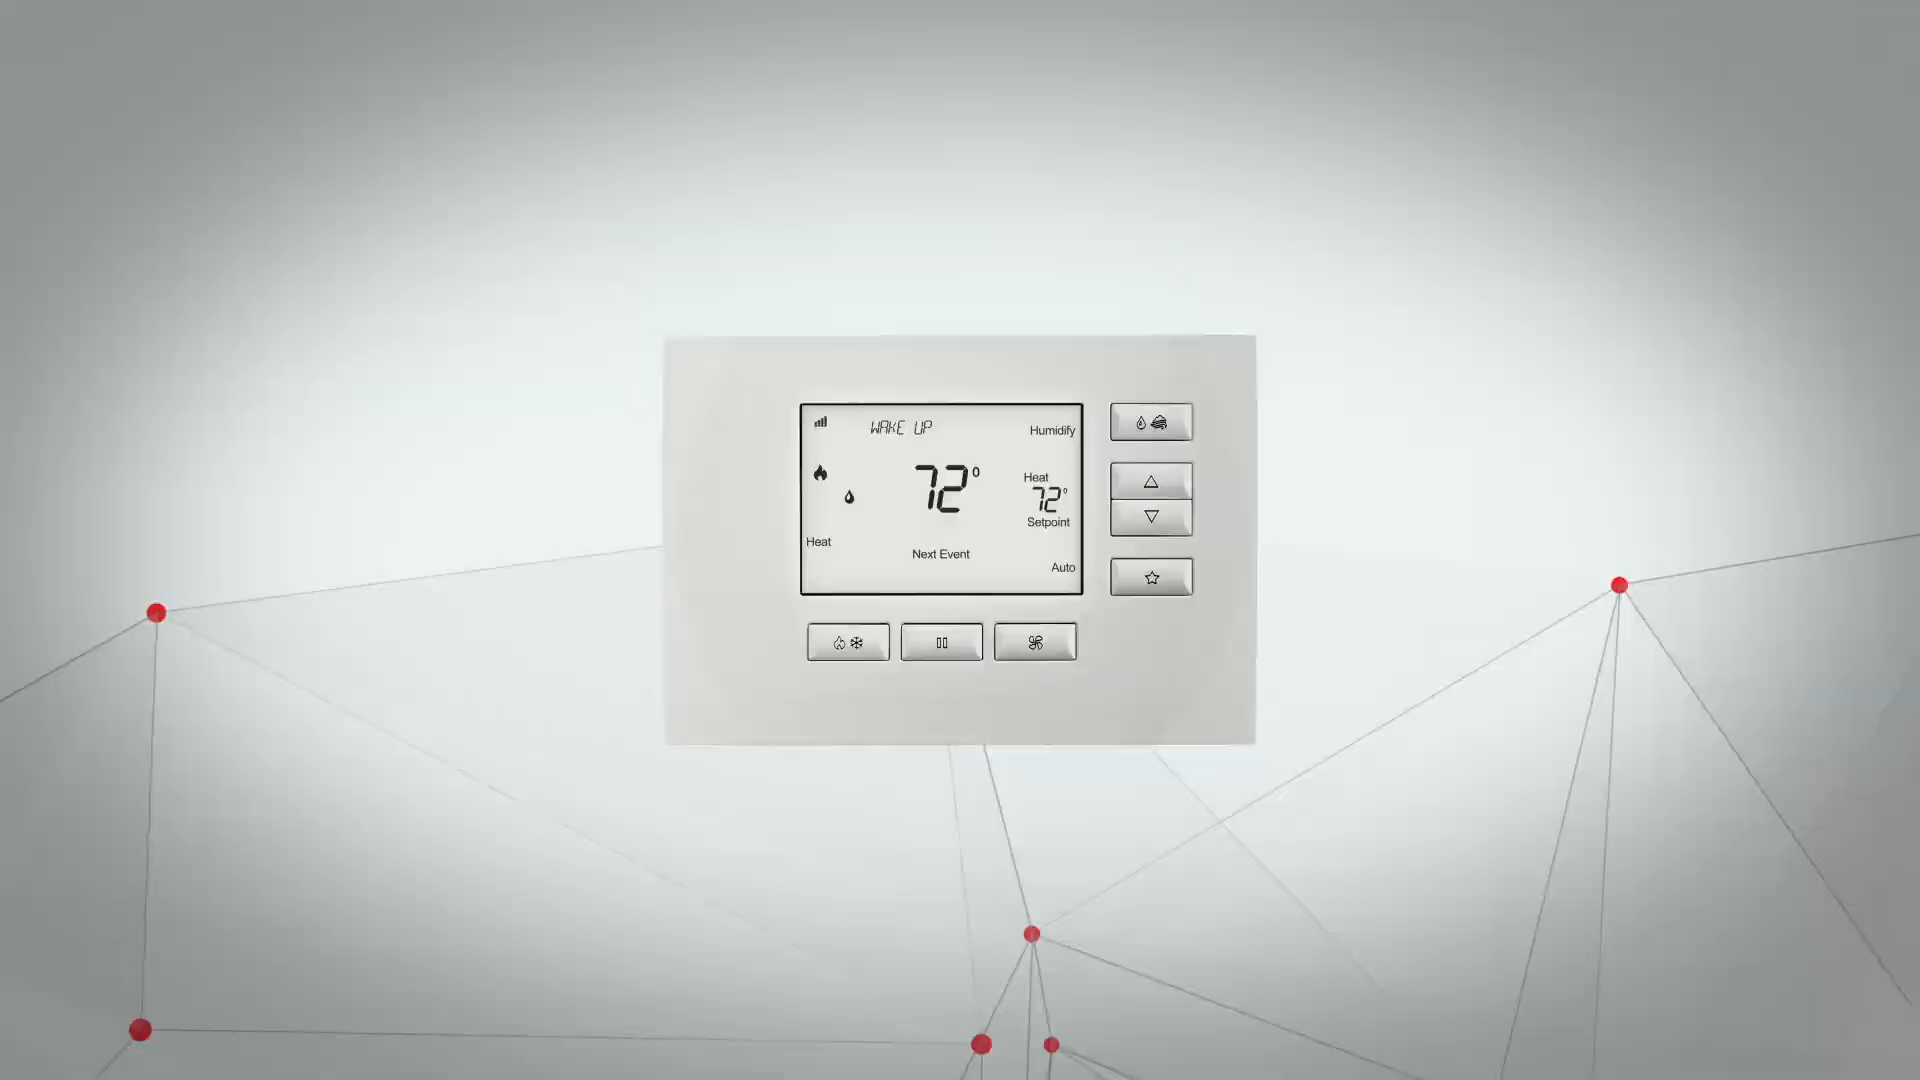 WAKE UP
Humidify
72°
Heat
72°
Setpoint
Heat
Next Event
Auto